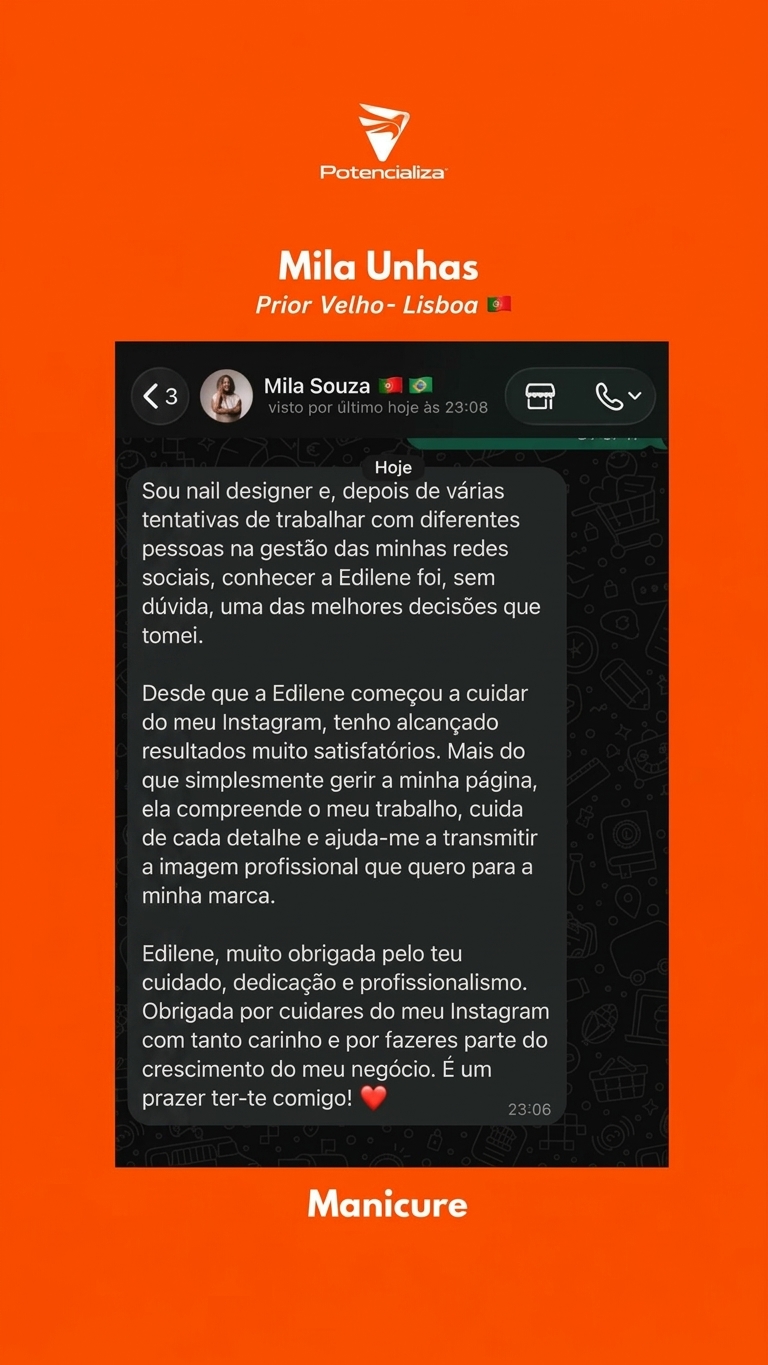 Potencializa
Mila Unhas
Prior Velho- Lisboa 🇵🇹
3
Mila Souza 🇵🇹 🇧🇷
visto por último hoje às 23:08
Hoje
Sou nail designer e, depois de várias
tentativas de trabalhar com diferentes
pessoas na gestão das minhas redes
sociais, conhecer a Edilene foi, sem
dúvida, uma das melhores decisões que
tomei.
Desde que a Edilene começou a cuidar
do meu Instagram, tenho alcançado
resultados muito satisfatórios. Mais do
que simplesmente gerir a minha página,
ela compreende o meu trabalho, cuida
de cada detalhe e ajuda-me a transmitir
a imagem profissional que quero para a
minha marca.
Edilene, muito obrigada pelo teu
cuidado, dedicação e profissionalismo.
Obrigada por cuidares do meu Instagram
com tanto carinho e por fazeres parte do
crescimento do meu negócio. É um
prazer ter-te comigo! ❤️
23:06
Manicure